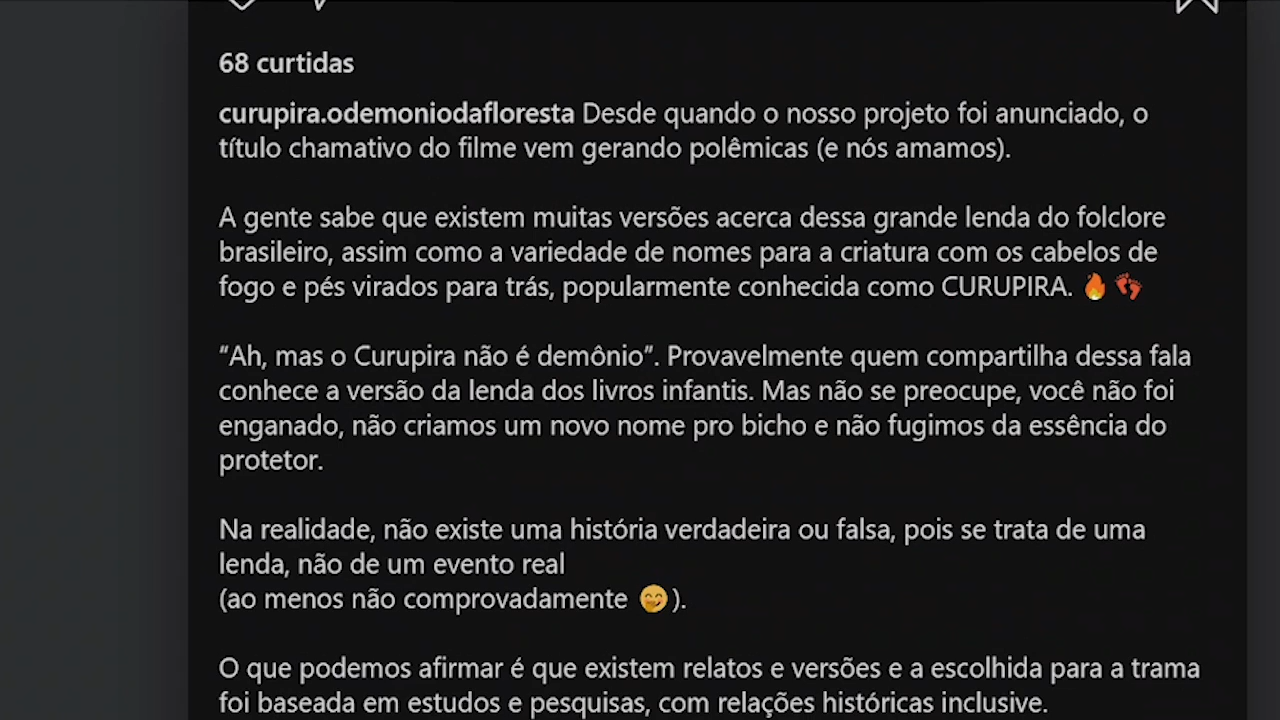 68 curtidas
curupira.odemoniodafloresta Desde quando o nosso projeto foi anunciado, o
título chamativo do filme vem gerando polêmicas (e nós amamos).
A gente sabe que existem muitas versões acerca dessa grande lenda do folclore
brasileiro, assim como a variedade de nomes para a criatura com os cabelos de
fogo e pés virados para trás, popularmente conhecida como CURUPIRA. 🔥👣
“Ah, mas o Curupira não é demônio”. Provavelmente quem compartilha dessa fala
conhece a versão da lenda dos livros infantis. Mas não se preocupe, você não foi
enganado, não criamos um novo nome pro bicho e não fugimos da essência do
protetor.
Na realidade, não existe uma história verdadeira ou falsa, pois se trata de uma
lenda, não de um evento real
(ao menos não comprovadamente 🤭).
O que podemos afirmar é que existem relatos e versões e a escolhida para a trama
foi baseada em estudos e pesquisas, com relações históricas inclusive.